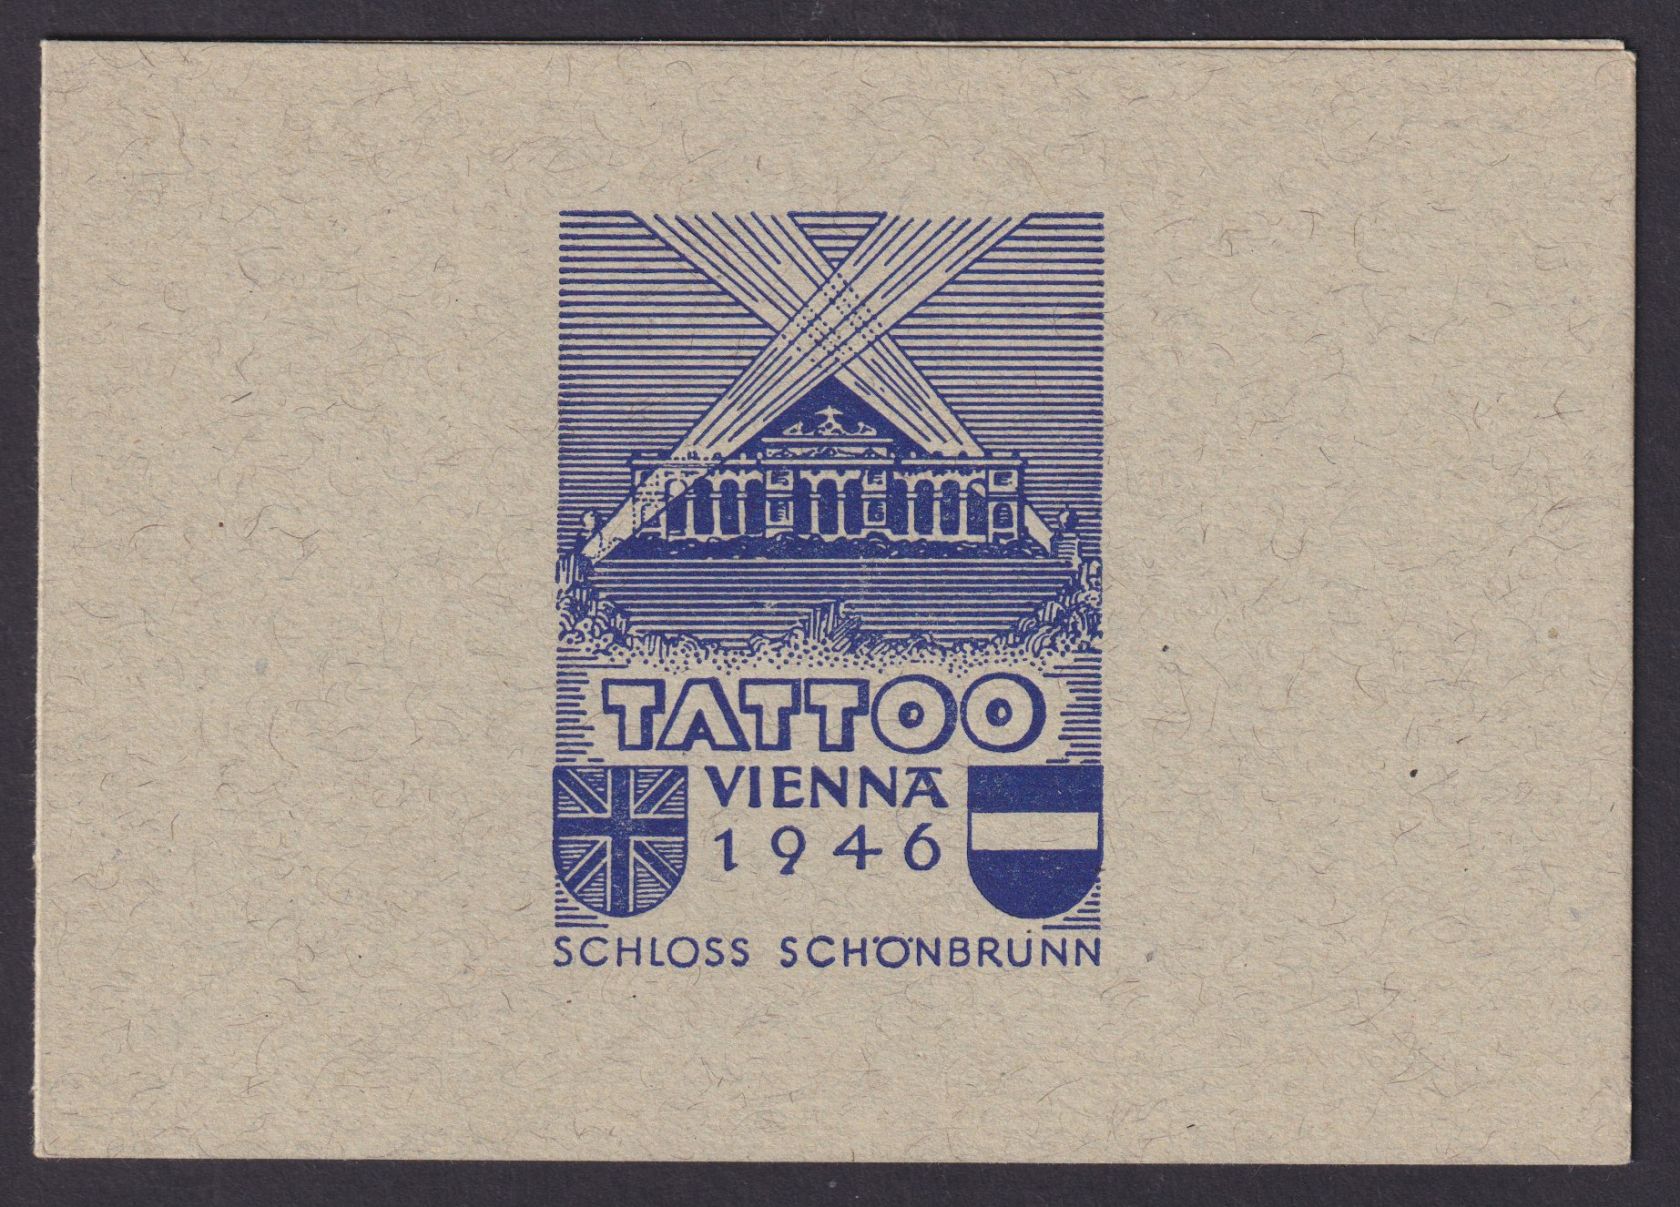 TATTOO
VIENNA
1946
SCHLOSS SCHÖNBRUNN